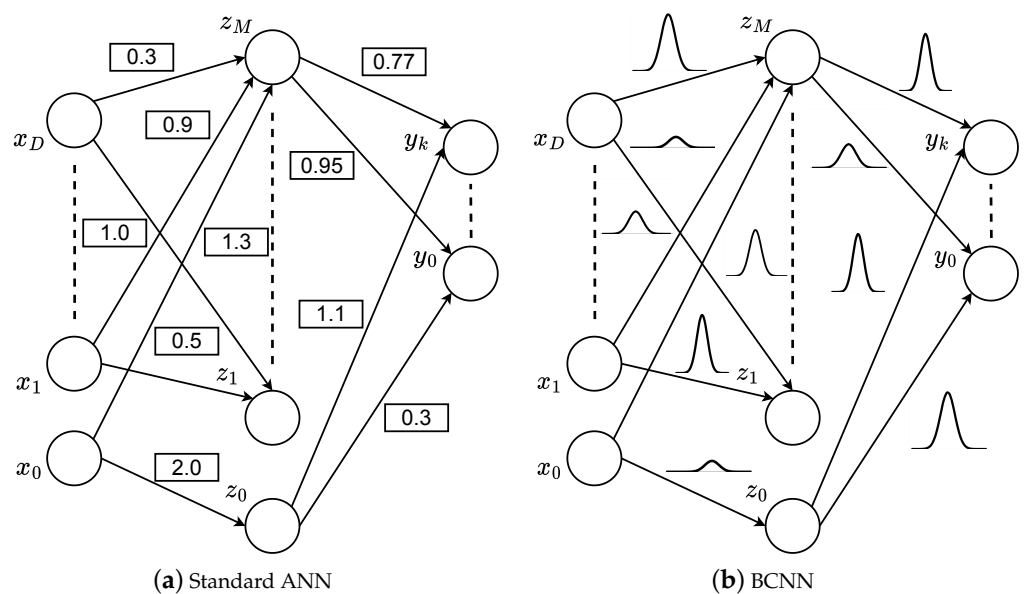 z_M
0.3
0.77
0.9
x_D
y_k
0.95
1.0
1.3
y_0
1.1
0.5
z_1
x_1
0.3
x_0
2.0
z_0
(a) Standard ANN
z_M
x_D
y_k
y_0
z_1
x_1
x_0
z_0
(b) BCNN